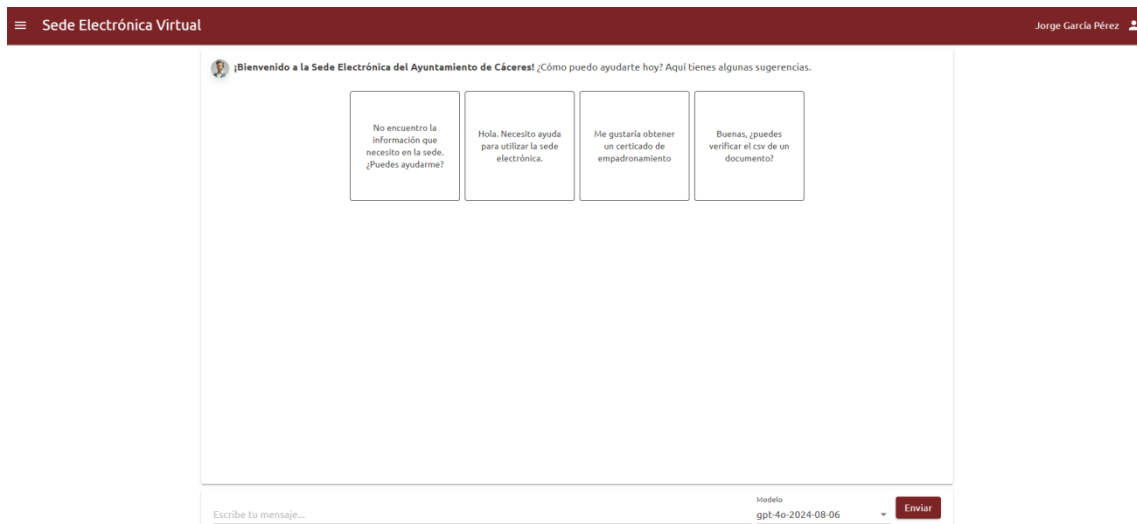 Sede Electrónica Virtual
Jorge García Pérez
¡Bienvenido a la Sede Electrónica del Ayuntamiento de Cáceres! ¿Cómo puedo ayudarte hoy? Aquí tienes algunas sugerencias.
No encuentro la
información que
necesito en la sede.
¿Puedes ayudarme?
Hola. Necesito ayuda
para utilizar la sede
electrónica.
Me gustaría obtener
un certicado de
empadronamiento
Buenas, ¿puedes
verificar el csv de un
documento?
Escribe tu mensaje...
Modelo
gpt-4o-2024-08-06
Enviar